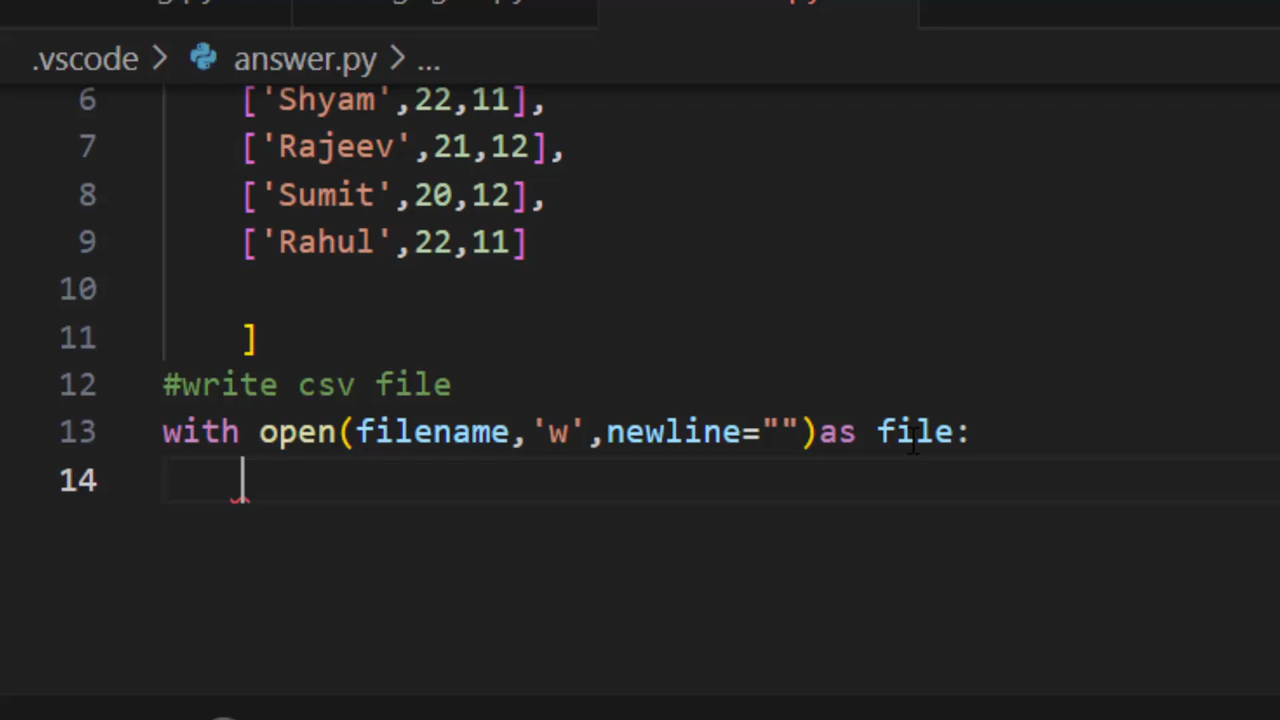 .vscode > answer.py > ...
6 ['Shyam',22,11],
7 ['Rajeev',21,12],
8 ['Sumit',20,12],
9 ['Rahul',22,11]
10
11 ]
12 #write csv file
13 with open(filename,'w',newline="")as file:
14